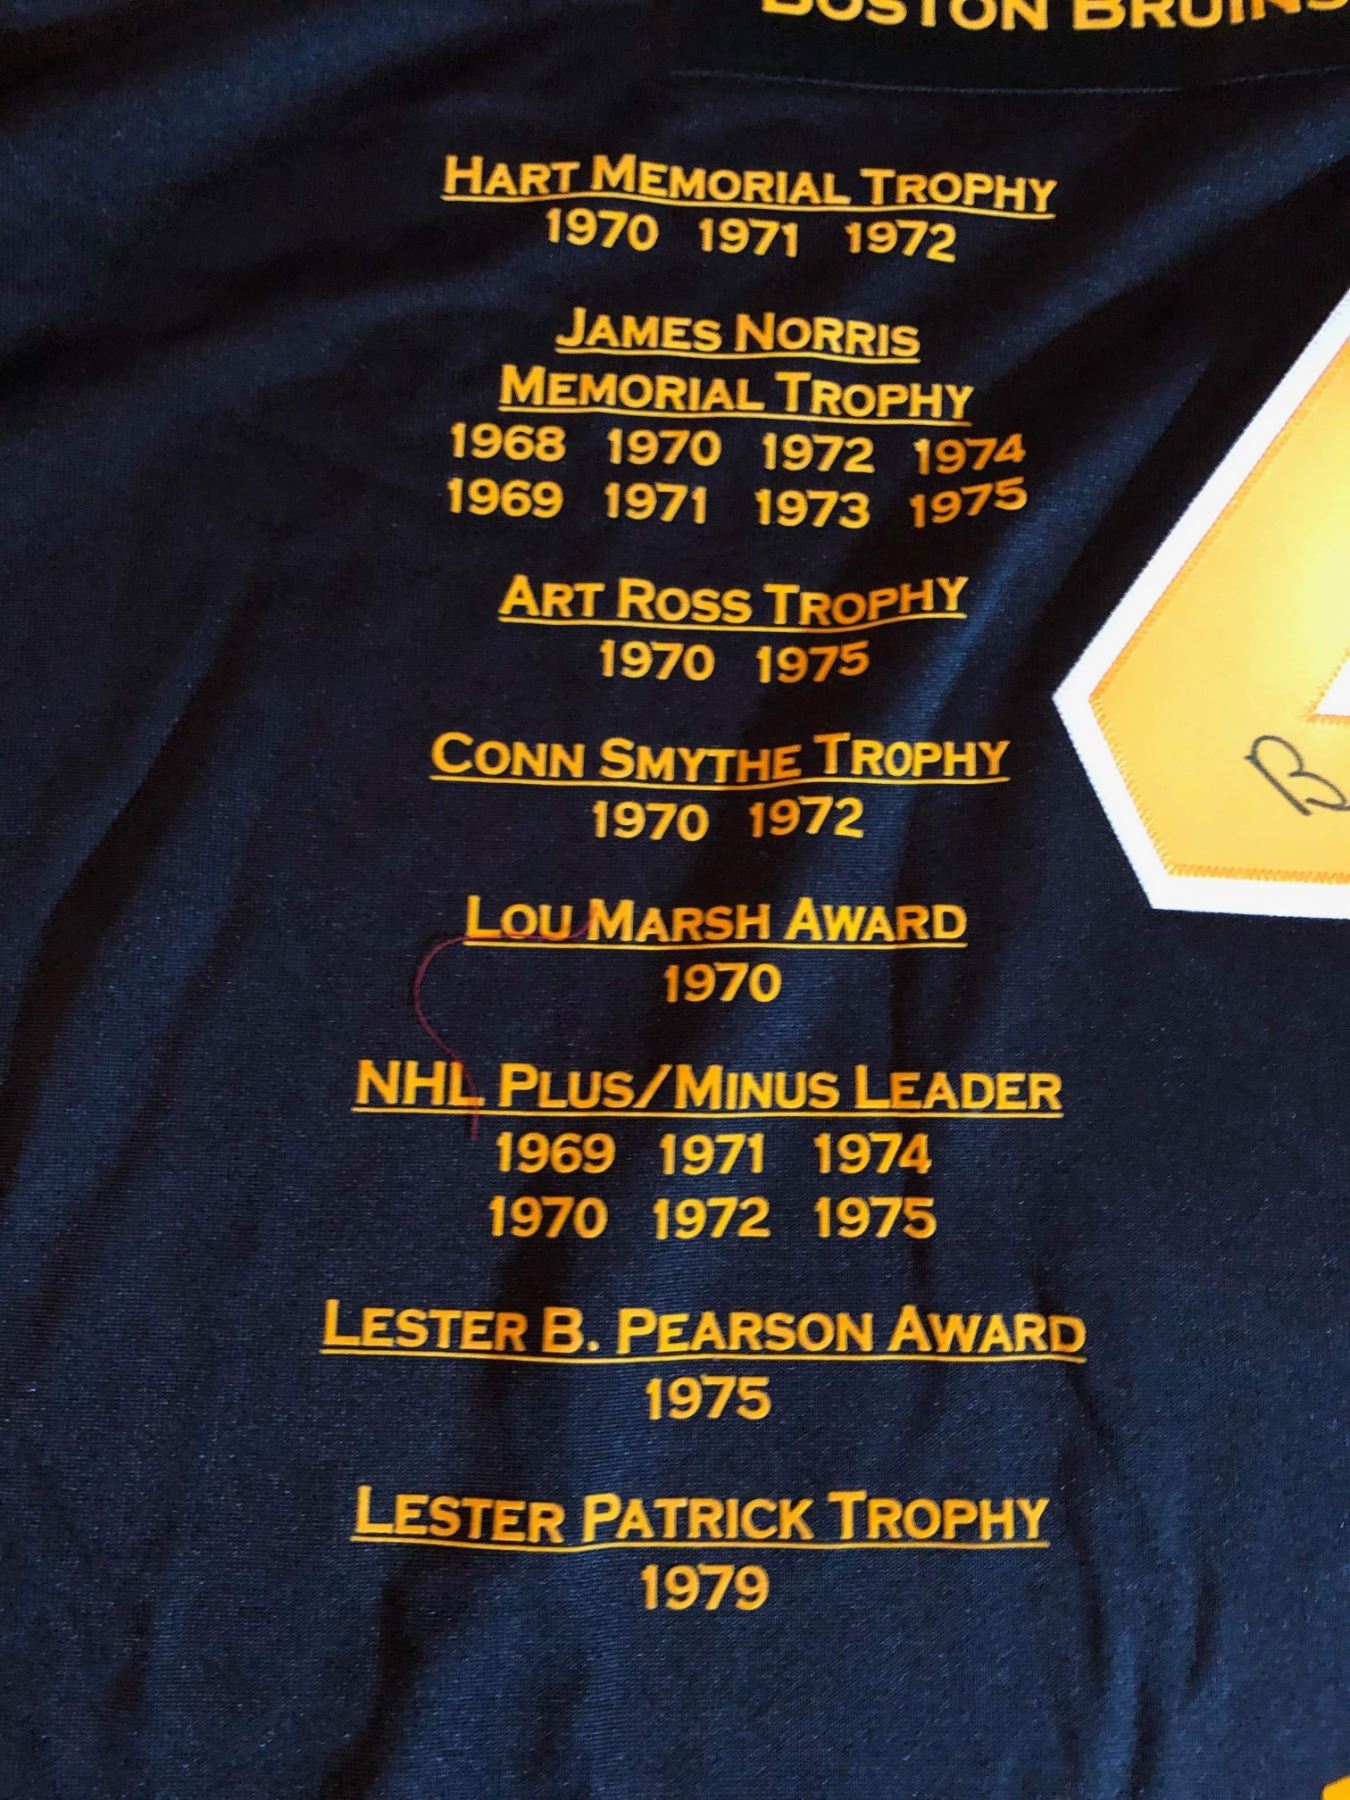 BOSTON BRUINS
HART MEMORIAL TROPHY
1970 1971 1972
JAMES NORRIS
MEMORIAL TROPHY
1968 1970 1972 1974
1969 1971 1973 1975
ART ROSS TROPHY
1970 1975
CONN SMYTHE TROPHY
1970 1972
LOU MARSH AWARD
1970
NHL PLUS/MINUS LEADER
1969 1971 1974
1970 1972 1975
LESTER B. PEARSON AWARD
1975
LESTER PATRICK TROPHY
1979